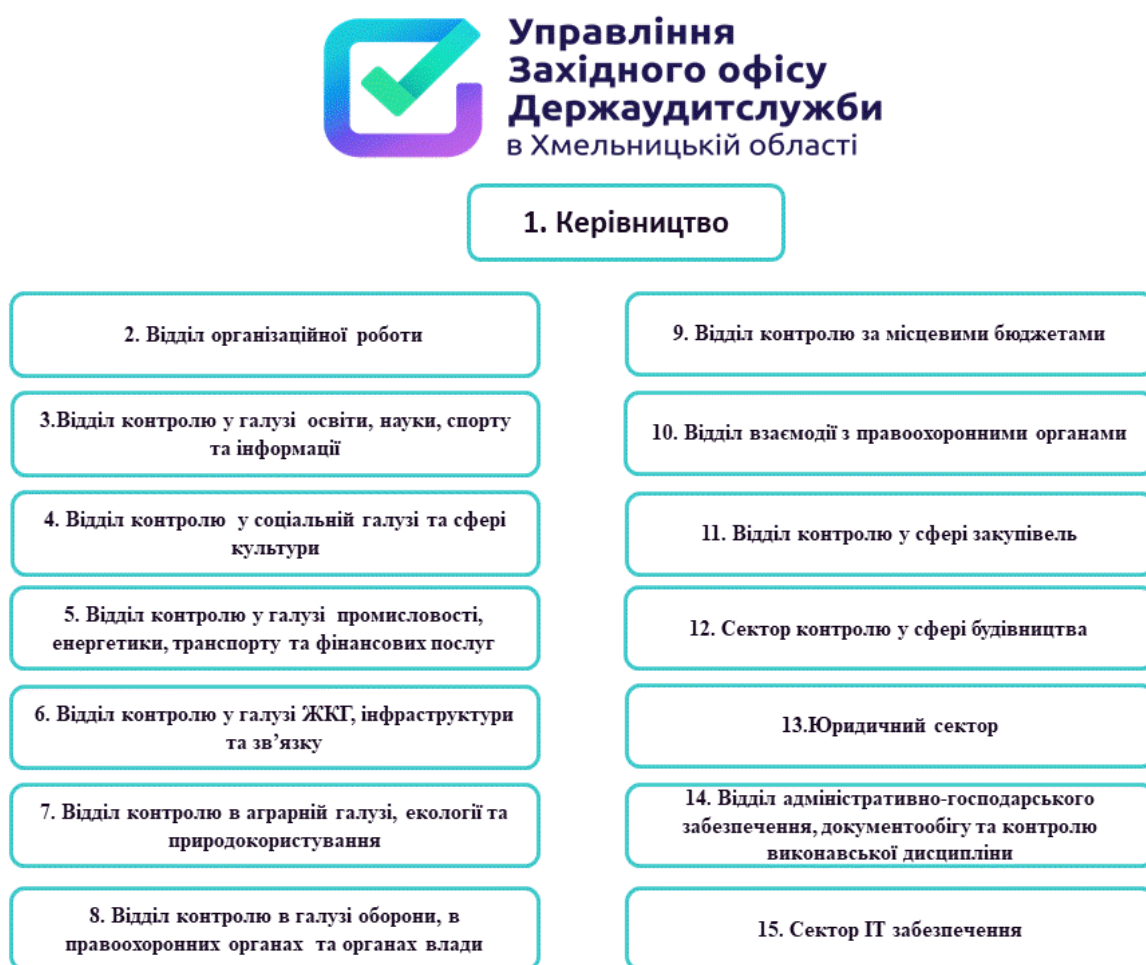 Управління
Західного офісу
Держаудитслужби
в Хмельницькій області
1. Керівництво
2. Відділ організаційної роботи
3.Відділ контролю у галузі освіти, науки, спорту
та інформації
4. Відділ контролю у соціальній галузі та сфері
культури
5. Відділ контролю у галузі промисловості,
енергетики, транспорту та фінансових послуг
6. Відділ контролю у галузі ЖКГ, інфраструктури
та зв’язку
7. Відділ контролю в аграрній галузі, екології та
природокористування
8. Відділ контролю в галузі оборони, в
правоохоронних органах та органах влади
9. Відділ контролю за місцевими бюджетами
10. Відділ взаємодії з правоохоронними органами
11. Відділ контролю у сфері закупівель
12. Сектор контролю у сфері будівництва
13.Юридичний сектор
14. Відділ адміністративно-господарського
забезпечення, документообігу та контролю
виконавської дисципліни
15. Сектор ІТ забезпечення